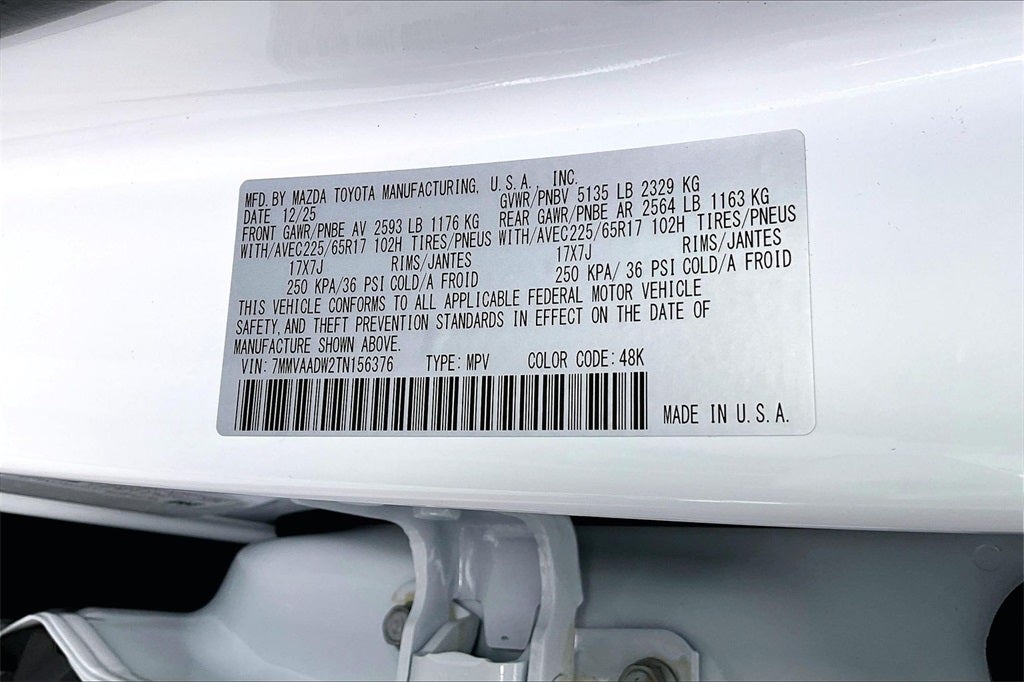 MFD. BY MAZDA TOYOTA MANUFACTURING, U.S.A., INC.
DATE 12/25 GVWR/PNBV 5135 LB 2329 KG
FRONT GAWR/PNBE AV 2593 LB 1176 KG REAR GAWR/PNBE AR 2564 LB 1163 KG
WITH/AVEC225/65R17 102H TIRES/PNEUS WITH/AVEC225/65R17 102H TIRES/PNEUS
17X7J RIMS/JANTES 17X7J RIMS/JANTES
250 KPA/36 PSI COLD/A FROID 250 KPA/ 36 PSI COLD/A FROID
THIS VEHICLE CONFORMS TO ALL APPLICABLE FEDERAL MOTOR VEHICLE
SAFETY, AND THEFT PREVENTION STANDARDS IN EFFECT ON THE DATE OF
MANUFACTURE SHOWN ABOVE.
VIN: 7MMVAADW2TN156376 TYPE: MPV COLOR CODE: 48K
MADE IN U.S.A.